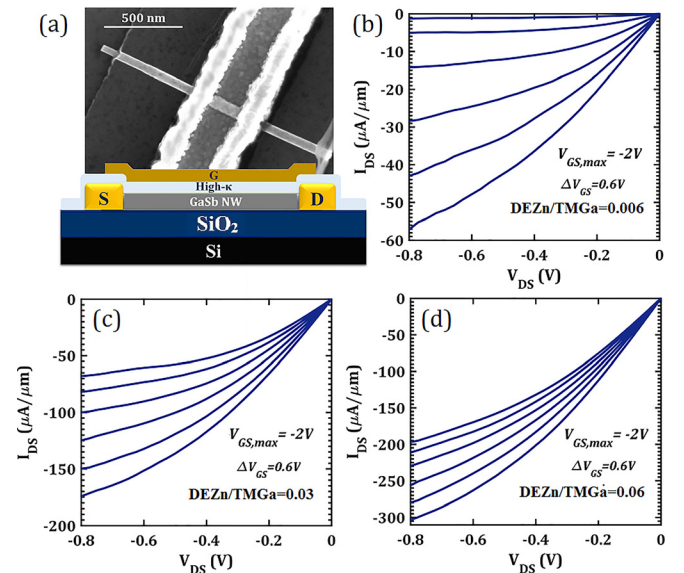 (a)
500 nm
G
High-κ
S
GaSb NW
D
SiO₂
Si
(b)
0
-10
-20
-30
-40
-50
-60
I_DS (µA/µm)
V_GS,max = -2V
ΔV_GS=0.6V
DEZn/TMGa=0.006
-0.8 -0.6 -0.4 -0.2 0
V_DS (V)
(c)
0
-50
-100
-150
-200
I_DS (µA/µm)
V_GS,max = -2V
ΔV_GS=0.6V
DEZn/TMGa=0.03
-0.8 -0.6 -0.4 -0.2 0
V_DS (V)
(d)
0
-50
-100
-150
-200
-250
-300
I_DS (µA/µm)
V_GS,max = -2V
ΔV_GS=0.6V
DEZn/TMGa=0.06
-0.8 -0.6 -0.4 -0.2 0
V_DS (V)